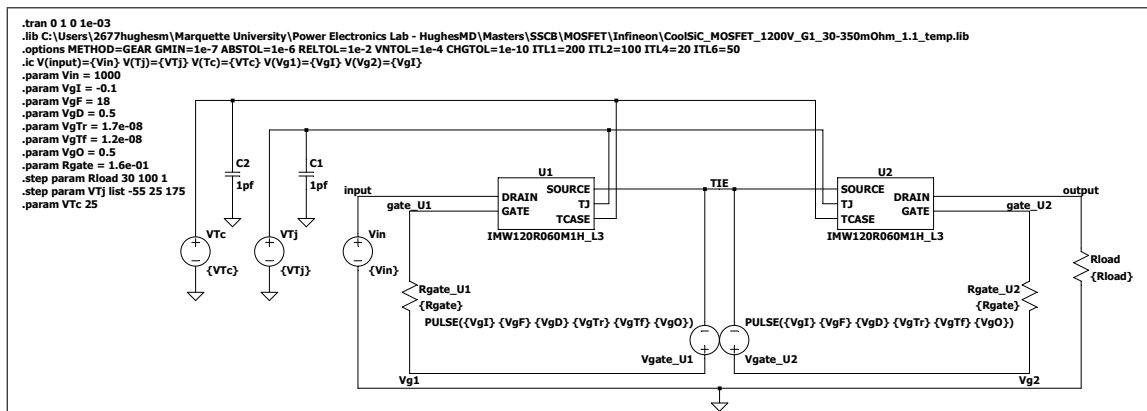 .tran 0 1 0 1e-03
.lib C:\Users\2677hughesm\Marquette University\Power Electronics Lab - HughesMD\Masters\SSCB\MOSFET\Infineon\CoolSiC_MOSFET_1200V_G1_30-350mOhm_1.1_temp.lib
.options METHOD=GEAR GMIN=1e-7 ABSTOL=1e-6 RELTOL=1e-2 VNTOL=1e-4 CHGTOL=1e-10 ITL1=200 ITL2=100 ITL4=20 ITL6=50
.ic V(input)={Vin} V(Tj)={VTj} V(Tc)={VTc} V(Vg1)={VgI} V(Vg2)={VgI}
.param Vin = 1000
.param VgI = -0.1
.param VgF = 18
.param VgD = 0.5
.param VgTr = 1.7e-08
.param VgTf = 1.2e-08
.param VgO = 0.5
.param Rgate = 1.6e-01
.step param Rload 30 100 1
.step param VTj list -55 25 175
.param VTc 25
C2
1pf
C1
1pf
VTc
{VTc}
VTj
{VTj}
input
gate_U1
Vin
{Vin}
U1
DRAIN
GATE
SOURCE
TJ
TCASE
IMW120R060M1H_L3
TIE
U2
SOURCE
TJ
TCASE
DRAIN
GATE
IMW120R060M1H_L3
output
gate_U2
Rgate_U1
{Rgate}
Rgate_U2
{Rgate}
Rload
{Rload}
PULSE({VgI} {VgF} {VgD} {VgTr} {VgTf} {VgO})
PULSE({VgI} {VgF} {VgD} {VgTr} {VgTf} {VgO})
Vgate_U1
Vgate_U2
Vg1
Vg2